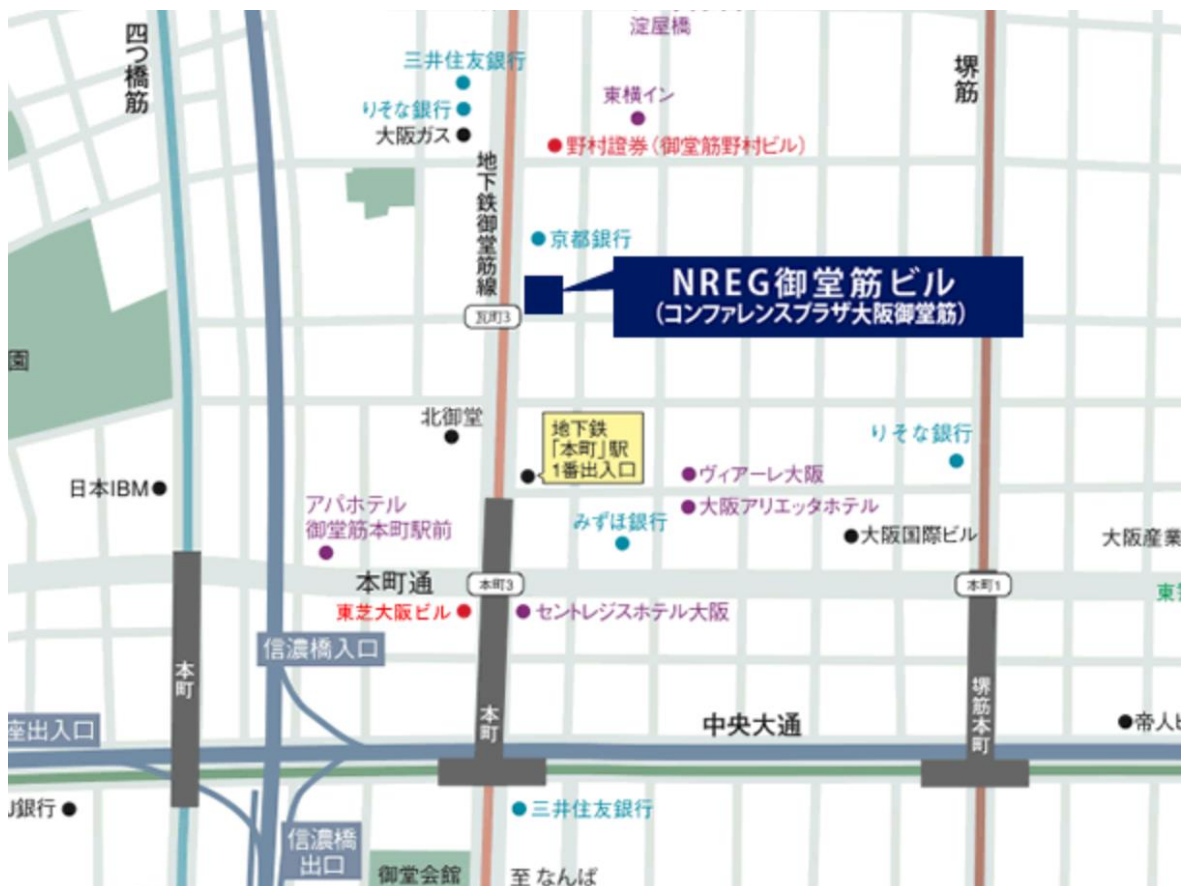 淀屋橋
四つ橋筋
三井住友銀行
堺筋
りそな銀行
東横イン
大阪ガス
野村證券(御堂筋野村ビル)
地下鉄御堂筋線
京都銀行
NREG御堂筋ビル
(コンファレンスプラザ大阪御堂筋)
瓦町3
園
北御堂
地下鉄
「本町」駅
1番出入口
りそな銀行
ヴィアーレ大阪
日本IBM
アパホテル
御堂筋本町駅前
大阪アリエッタホテル
みずほ銀行
大阪国際ビル
大阪産業
本町通
本町3
本町1
東芝大阪ビル
セントレジスホテル大阪
信濃橋入口
本町
本町
堺筋本町
座出入口
中央大通
帝人ビ
J銀行
三井住友銀行
信濃橋
出口
御堂会館
至 なんば